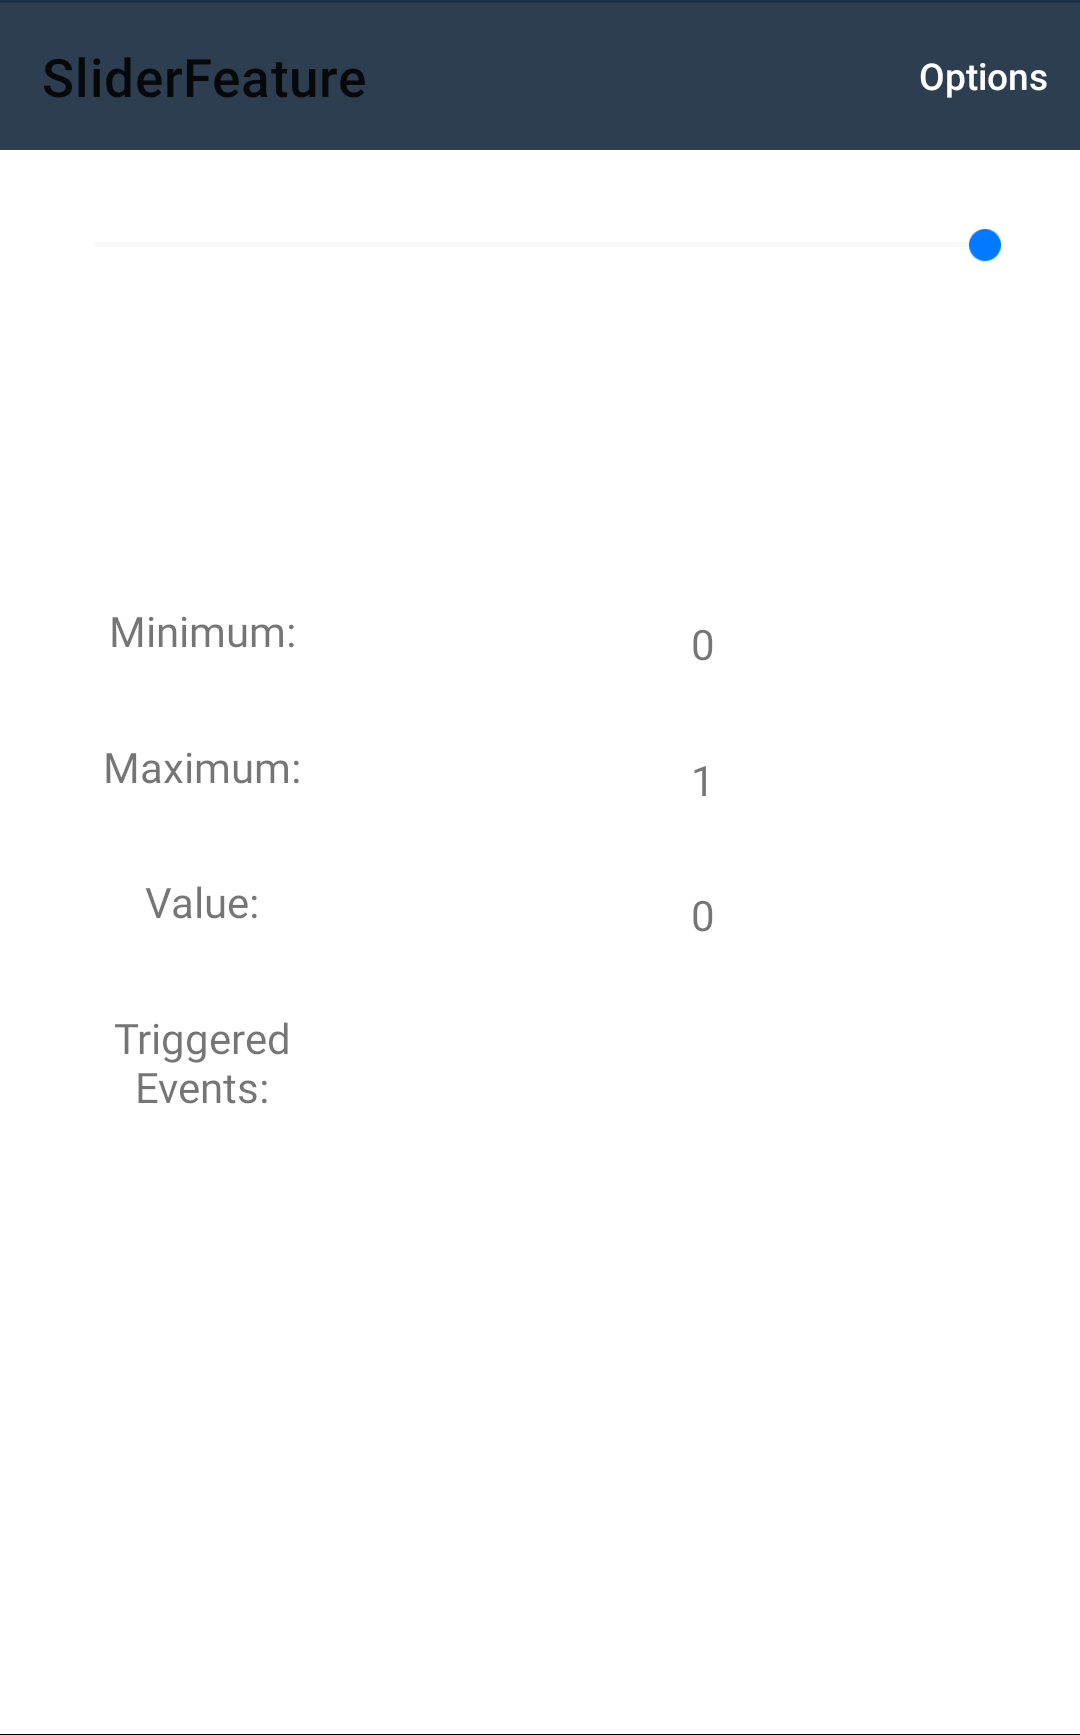 SliderFeature
Options
Minimum:
0
Maximum:
1
Value:
0
Triggered
Events: